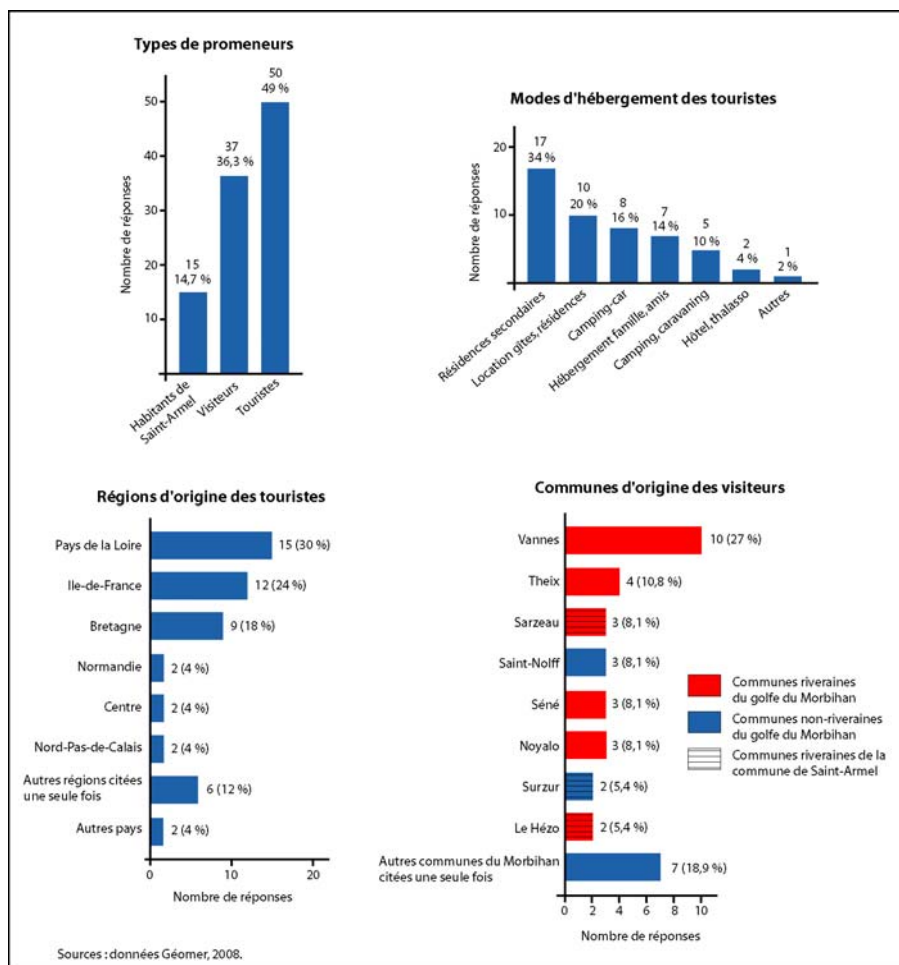 Types de promeneurs
50
49 %
37
36,3 %
15
14,7 %
50
40
30
20
10
Nombre de réponses
Habitants de
Saint-Armel
Visiteurs
Touristes
Modes d'hébergement des touristes
17
34 %
10
20 %
8
16 %
7
14 %
5
10 %
2
4 %
1
2 %
20
10
Nombre de réponses
Résidences secondaires
Location gîtes, résidences
Camping-car
Hébergement famille, amis
Camping, caravaning
Hôtel, thalasso
Autres
Régions d'origine des touristes
Pays de la Loire 15 (30 %)
Ile-de-France 12 (24 %)
Bretagne 9 (18 %)
Normandie 2 (4 %)
Centre 2 (4 %)
Nord-Pas-de-Calais 2 (4 %)
Autres régions citées
une seule fois 6 (12 %)
Autres pays 2 (4 %)
0 10 20
Nombre de réponses
Communes d'origine des visiteurs
Vannes 10 (27 %)
Theix 4 (10,8 %)
Sarzeau 3 (8,1 %)
Saint-Nolff 3 (8,1 %)
Séné 3 (8,1 %)
Noyalo 3 (8,1 %)
Surzur 2 (5,4 %)
Le Hézo 2 (5,4 %)
Autres communes du Morbihan
citées une seule fois 7 (18,9 %)
0 2 4 6 8 10
Nombre de réponses
Communes riveraines
du golfe du Morbihan
Communes non-riveraines
du golfe du Morbihan
Communes riveraines de la
commune de Saint-Armel
Sources : données Géomer, 2008.